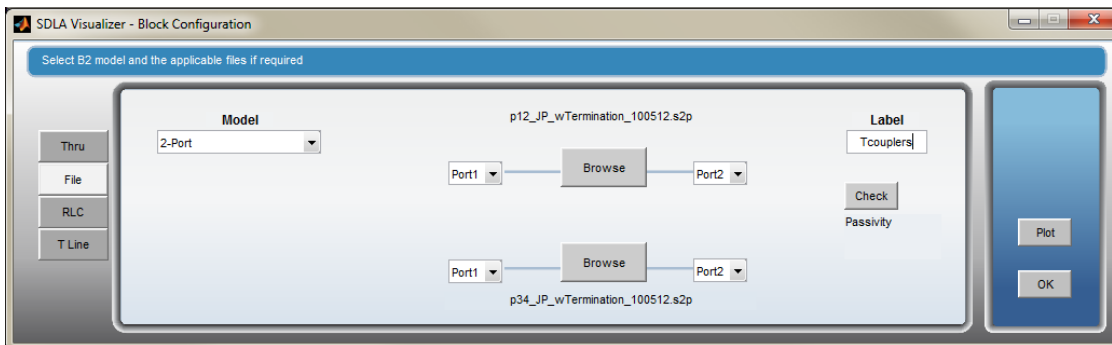 SDLA Visualizer - Block Configuration
Select B2 model and the applicable files if required
Thru
File
RLC
T Line
Model
2-Port
p12_JP_wTermination_100512.s2p
Port1
Browse
Port2
Port1
Browse
Port2
p34_JP_wTermination_100512.s2p
Label
Tcouplers
Check
Passivity
Plot
OK